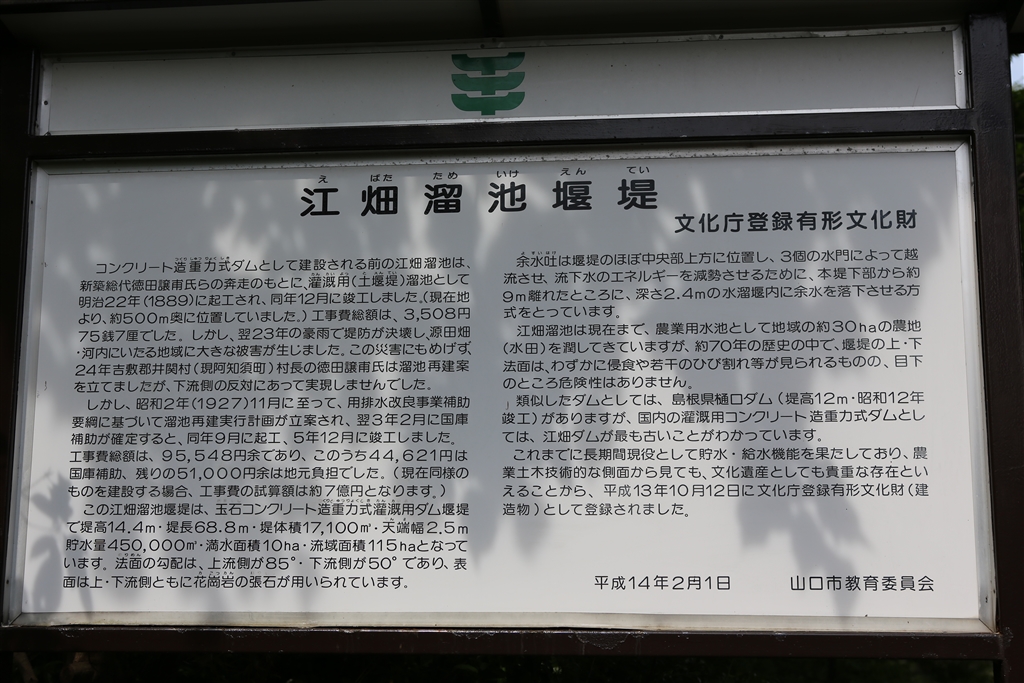 江畑溜池堰堤
文化庁登録有形文化財
コンクリート造重力式ダムとして建設される前の江畑溜池は、
新築総代徳田譲甫氏らの奔走のもとに、灌漑用(土堰堤)溜池として
明治22年(1889)に起工され、同年12月に竣工しました。(現在地
より、約500m奥に位置していました。)工事費総額は、3,508円
75銭7厘でした。しかし、翌23年の豪雨で堤防が決壊し、源田畑
・河内にいたる地域に大きな被害が生じました。この災害にもめげず、
24年吉敷郡井関村(現阿知須町)村長の徳田譲甫氏は溜池再建案
を立てましたが、下流側の反対にあって実現しませんでした。
しかし、昭和2年(1927)11月に至って、用排水改良事業補助
要綱に基づいて溜池再建実行計画が立案され、翌3年2月に国庫
補助が確定すると、同年9月に起工、5年12月に竣工しました。
工事費総額は、95,548円余であり、このうち44,621円は
国庫補助、残りの51,000円余は地元負担でした。(現在同様の
ものを建設する場合、工事費の試算額は約7億円となります。)
この江畑溜池堰堤は、玉石コンクリート造重力式灌漑用ダム堰堤
で堤高14.4m・堤長68.8m・堤体積17,100㎥・天端幅2.5m
貯水量450,000㎥・満水面積10ha・流域面積115haとなって
います。法面の勾配は、上流側が85°・下流側が50°であり、表
面は上・下流側ともに花崗岩の張石が用いられています。
余水吐は堰堤のほぼ中央部上方に位置し、3個の水門によって越
流させ、流下水のエネルギーを減勢させるために、本堤下部から約
9m離れたところに、深さ2.4mの水溜堰内に余水を落下させる方
式をとっています。
江畑溜池は現在まで、農業用水池として地域の約30haの農地
(水田)を潤してきていますが、約70年の歴史の中で、堰堤の上・下
法面は、わずかに侵食や若干のひび割れ等が見られるものの、目下
のところ危険性はありません。
類似したダムとしては、島根県樋口ダム(堤高12m・昭和12年
竣工)がありますが、国内の灌漑用コンクリート造重力式ダムとし
ては、江畑ダムが最も古いことがわかっています。
これまでに長期間現役として貯水・給水機能を果たしており、農
業土木技術的な側面から見ても、文化遺産としても貴重な存在とい
えることから、平成13年10月12日に文化庁登録有形文化財(建
造物)として登録されました。
平成14年2月1日 山口市教育委員会